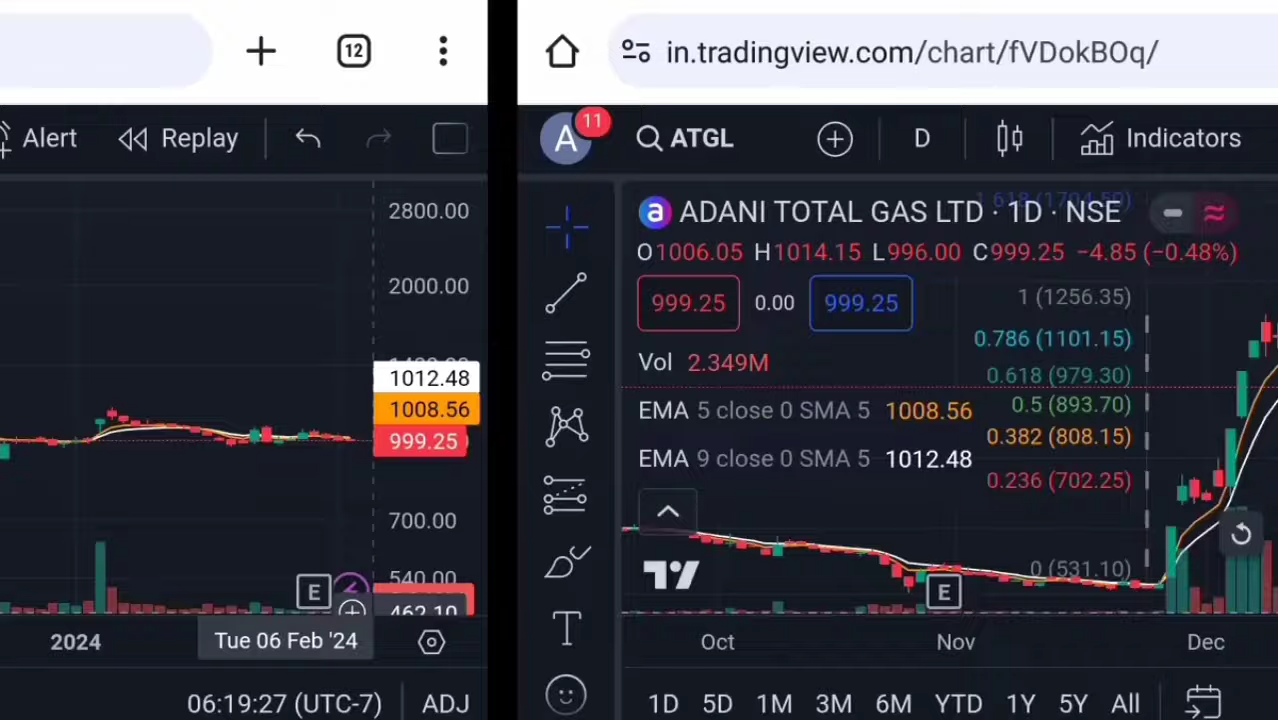 12
Alert
Replay
2800.00
2000.00
1012.48
1008.56
999.25
700.00
540.00
462.10
E
2024
Tue 06 Feb '24
06:19:27 (UTC-7)
ADJ
in.tradingview.com/chart/fVDokBOq/
A
11
ATGL
D
Indicators
1.618 (1704.50)
ADANI TOTAL GAS LTD · 1D · NSE
O1006.05 H1014.15 L996.00 C999.25 −4.85 (−0.48%)
999.25 0.00 999.25
1 (1256.35)
0.786 (1101.15)
Vol 2.349M
0.618 (979.30)
EMA 5 close 0 SMA 5 1008.56
0.5 (893.70)
0.382 (808.15)
EMA 9 close 0 SMA 5 1012.48
0.236 (702.25)
0 (531.10)
E
T
Oct Nov Dec
1D 5D 1M 3M 6M YTD 1Y 5Y All